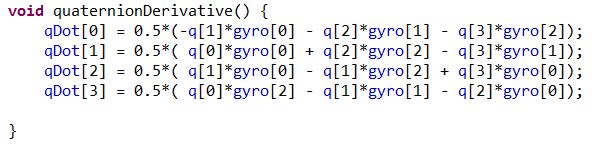 void quaternionDerivative() {
    qDot[0] = 0.5*(-q[1]*gyro[0] - q[2]*gyro[1] - q[3]*gyro[2]);
    qDot[1] = 0.5*( q[0]*gyro[0] + q[2]*gyro[2] - q[3]*gyro[1]);
    qDot[2] = 0.5*( q[1]*gyro[0] - q[1]*gyro[2] + q[3]*gyro[0]);
    qDot[3] = 0.5*( q[0]*gyro[2] - q[1]*gyro[1] - q[2]*gyro[0]);
}